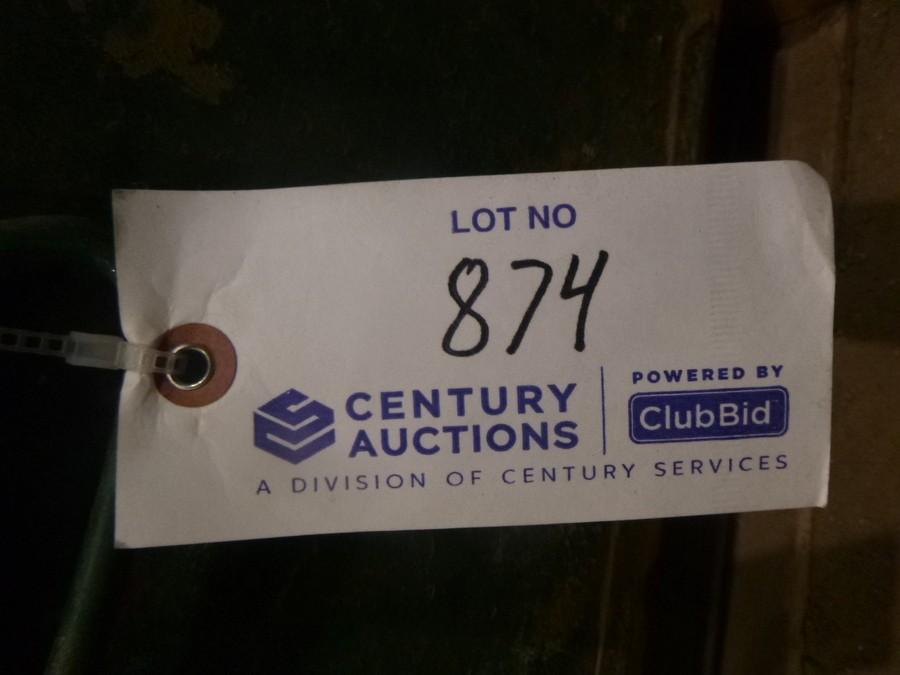 LOT NO
874
CENTURY
AUCTIONS
POWERED BY
ClubBid
A DIVISION OF CENTURY SERVICES